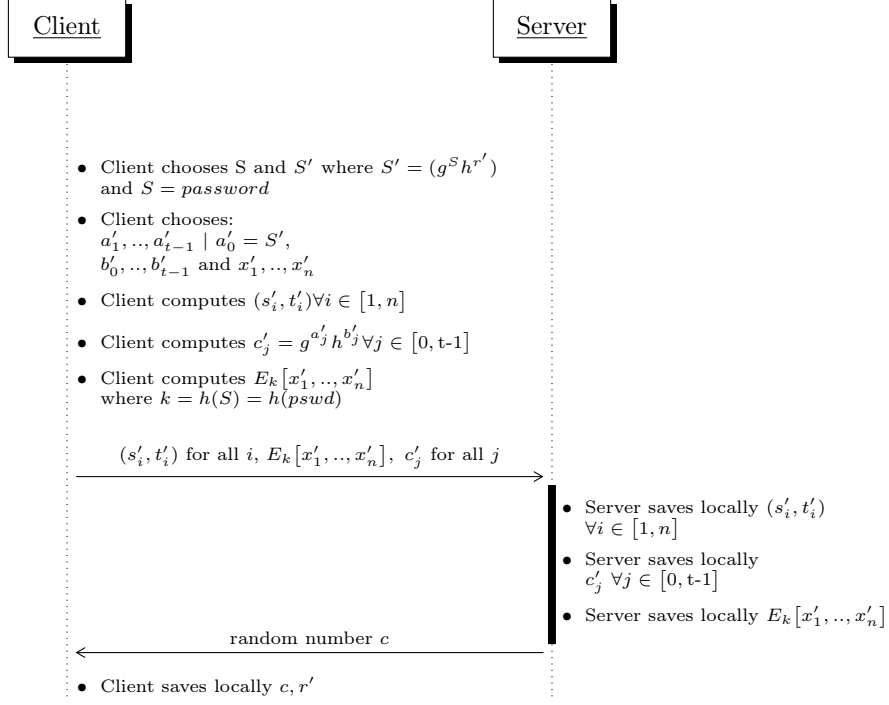 Client Server
• Client chooses S and S′ where S′ = (g^S h^{r′})
and S = password
• Client chooses:
a′_1, .., a′_{t−1} | a′_0 = S′,
b′_0, .., b′_{t−1} and x′_1, .., x′_n
• Client computes (s′_i, t′_i)∀i ∈ [1, n]
• Client computes c′_j = g^{a′_j} h^{b′_j} ∀j ∈ [0, t-1]
• Client computes E_k[x′_1, .., x′_n]
where k = h(S) = h(pswd)
(s′_i, t′_i) for all i, E_k[x′_1, .., x′_n], c′_j for all j
• Server saves locally (s′_i, t′_i)
∀i ∈ [1, n]
• Server saves locally
c′_j ∀j ∈ [0, t-1]
• Server saves locally E_k[x′_1, .., x′_n]
random number c
• Client saves locally c, r′